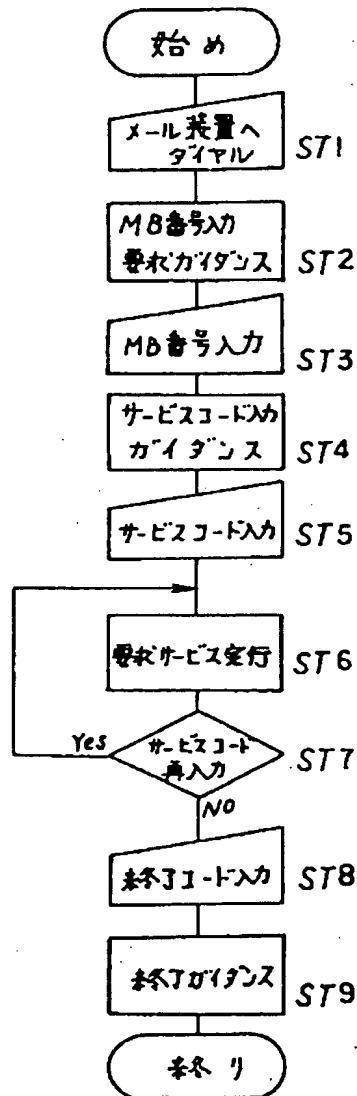 始め
メール装置へ
ダイヤル
ST1
MB番号入力
要求ガイダンス
ST2
MB番号入力
ST3
サービスコード入力
ガイダンス
ST4
サービスコード入力
ST5
要求サービス実行
ST6
Yes
サービスコード
再入力
ST7
NO
終了コード入力
ST8
終了ガイダンス
ST9
終り